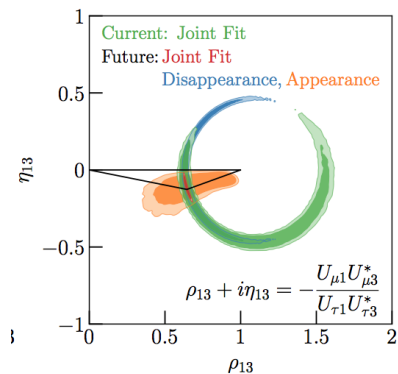 1
Current: Joint Fit
Future: Joint Fit
Disappearance, Appearance
0.5
η13
0
−0.5
ρ13 + iη13 = − Uμ1U*μ3 / Uτ1U*τ3
−1
0 0.5 1 1.5 2
ρ13